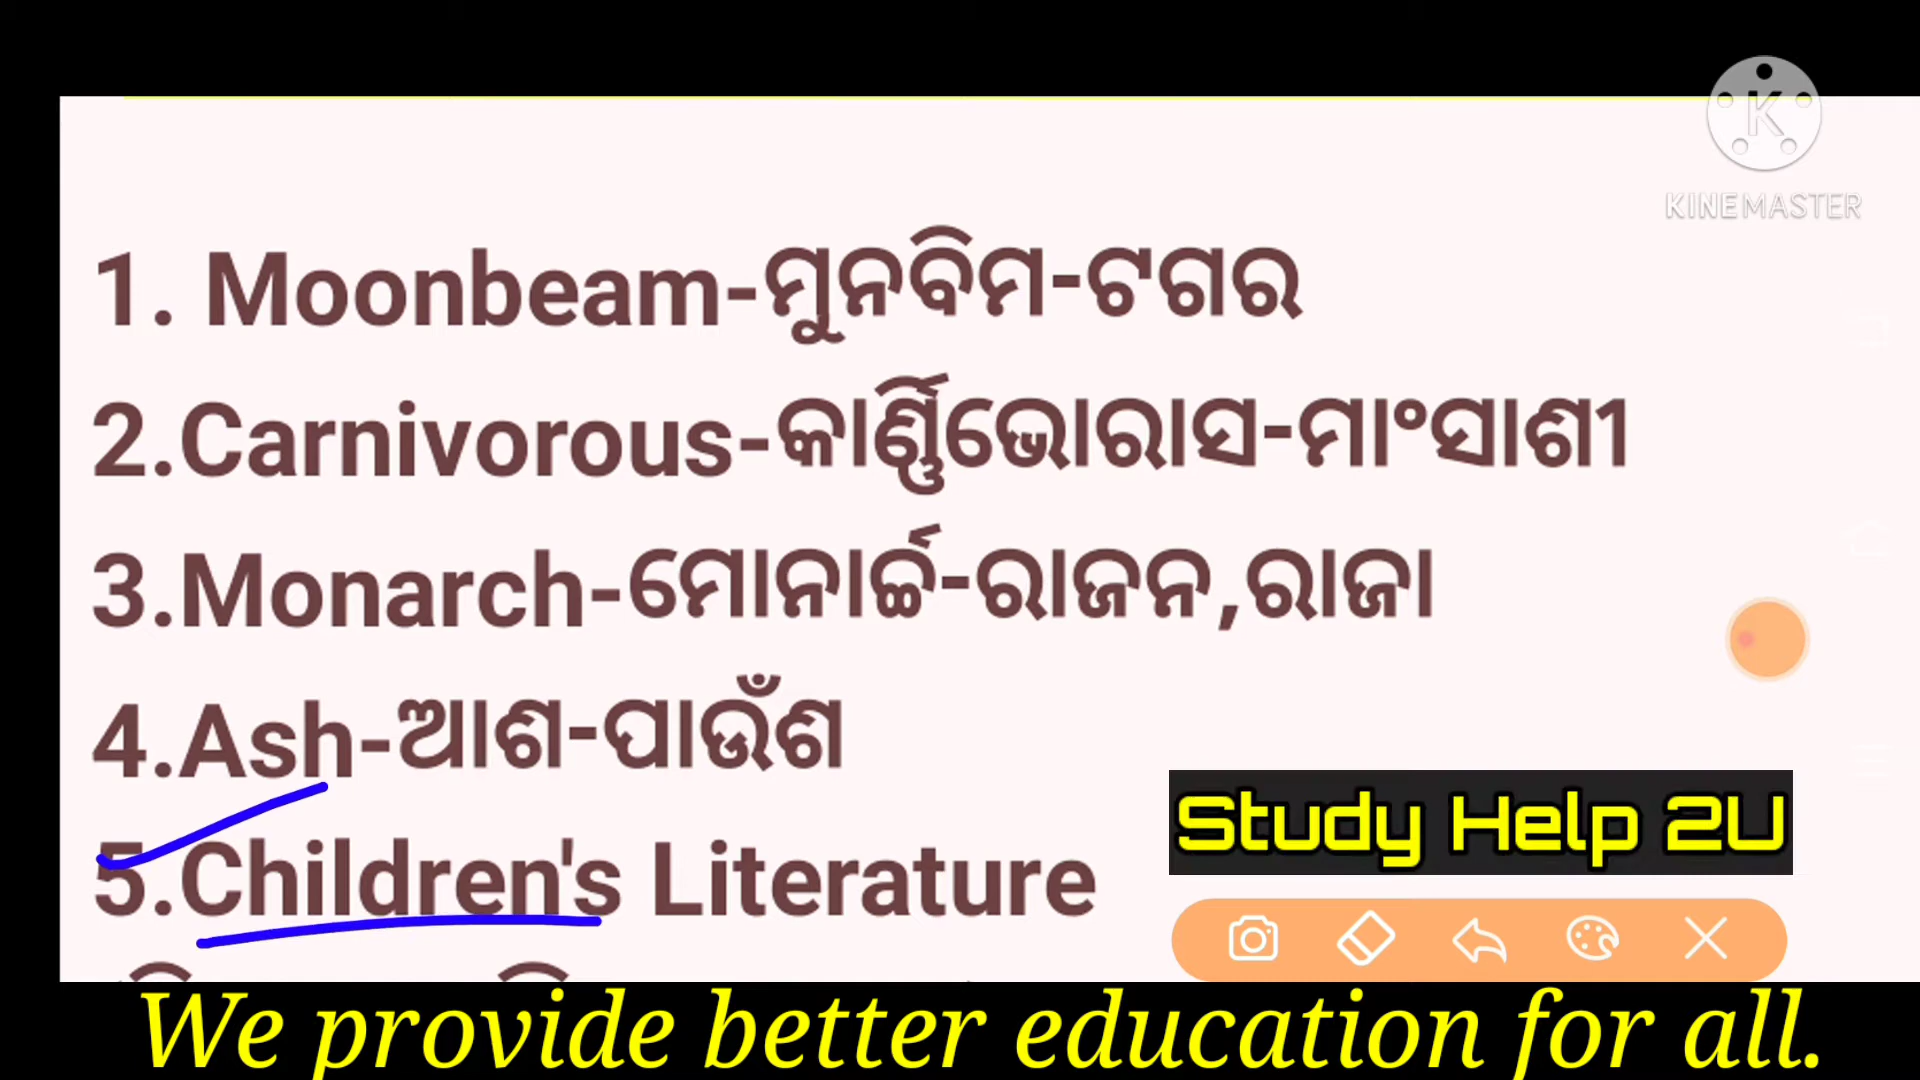 KINEMASTER
1. Moonbeam-ମୁନବିମ-ଟଗର
2.Carnivorous-କାର୍ଣ୍ଣିଭୋରାସ-ମାଂସାଶୀ
3.Monarch-ମୋନାର୍ଚ୍ଚ-ରାଜନ,ରାଜା
4.Ash-ଆଶ-ପାଉଁଶ
5.Children's Literature
Study Help 2U
We provide better education for all.